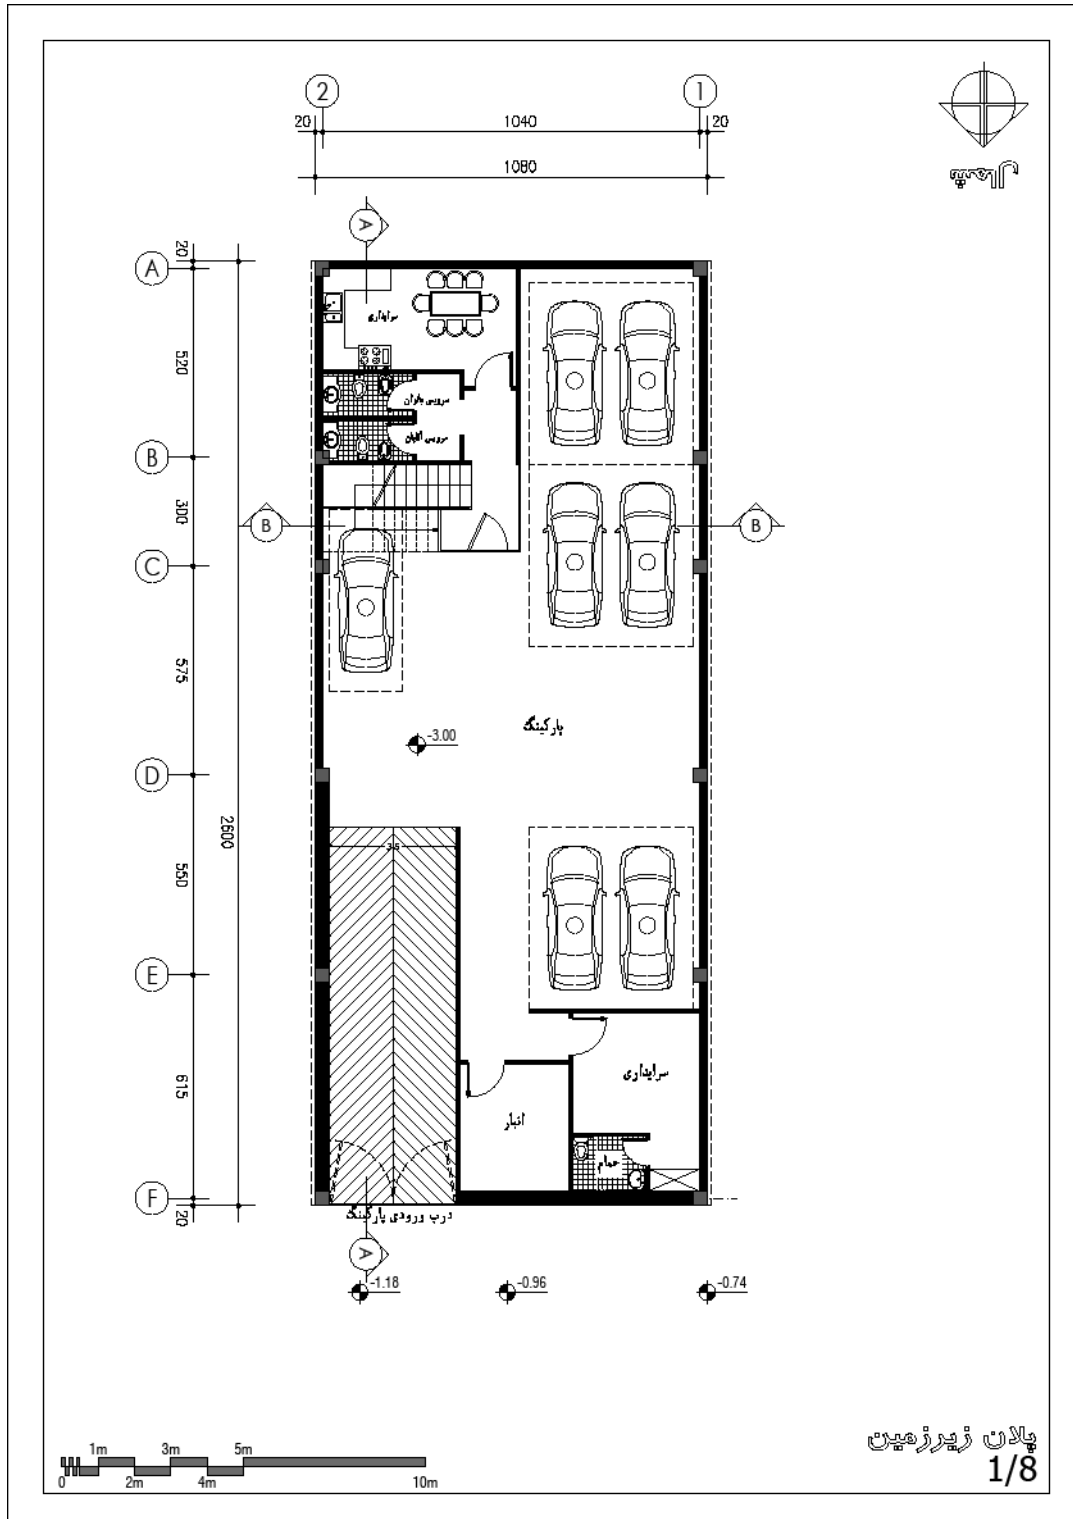 2
1
20
1040
20
1080
شمال
A
20
A
سرایداری
520
سرویس بانوان
سرویس آقایان
B
300
B
B
C
575
پارکینگ
-3.00
D
2600
3.5
550
E
615
سرایداری
انبار
حمام
F
20
درب ورودی پارکینگ
A
-1.18
-0.96
-0.74
پلان زیرزمین
1/8
1m
3m
5m
0
2m
4m
10m